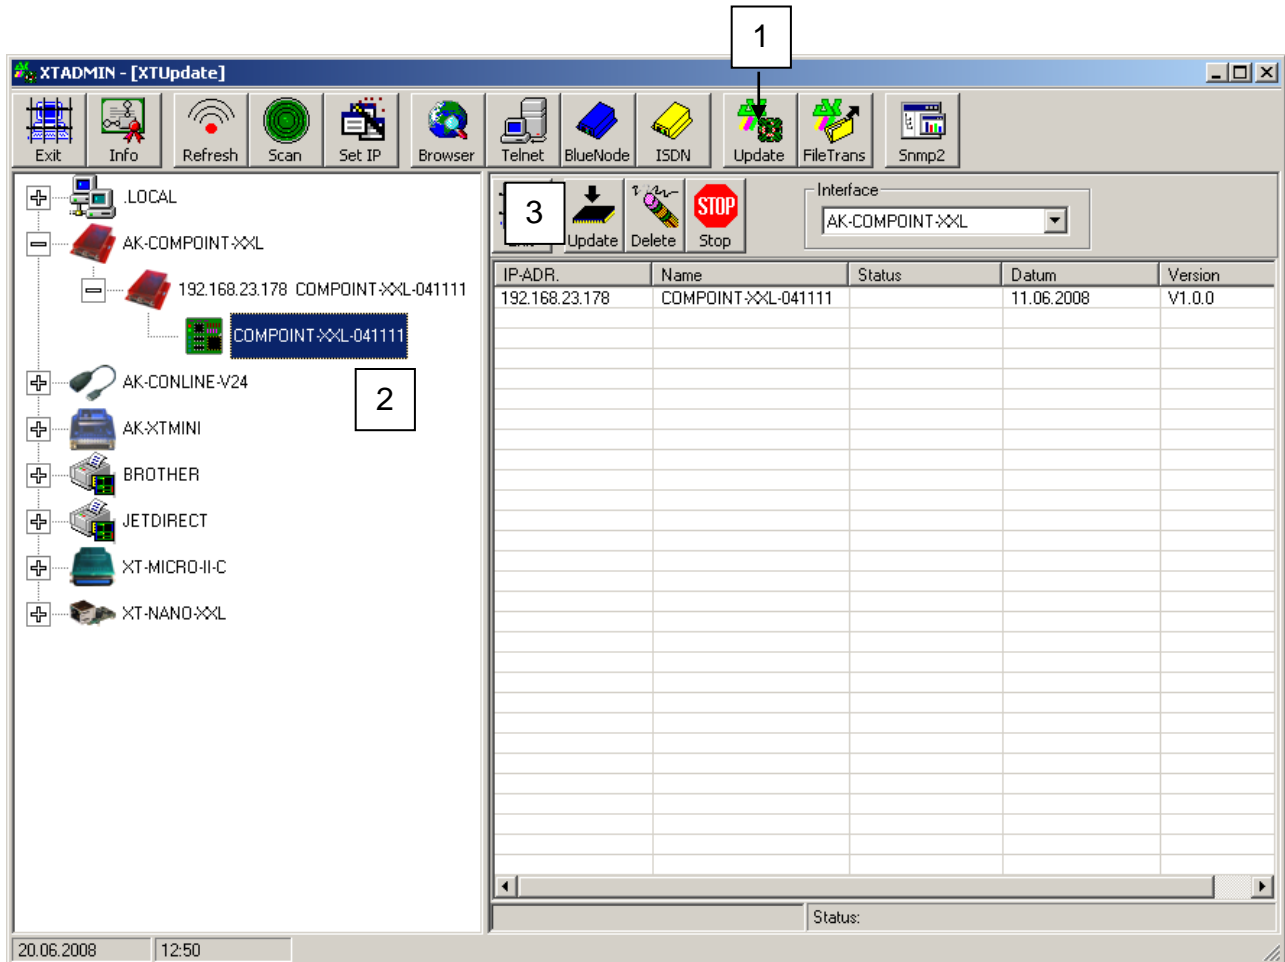 1
XTADMIN - [XTUpdate]
Exit Info Refresh Scan Set IP Browser Telnet BlueNode ISDN Update FileTrans Snmp2
.LOCAL
AK-COMPOINT-XXL
192.168.23.178 COMPOINT-XXL-041111
COMPOINT-XXL-041111
AK-CONLINE-V24
2
AK-XTMINI
BROTHER
JETDIRECT
XT-MICRO-II-C
XT-NANO-XXL
3
STOP
Update Delete Stop
Interface
AK-COMPOINT-XXL
IP-ADR. Name Status Datum Version
192.168.23.178 COMPOINT-XXL-041111 11.06.2008 V1.0.0
Status:
20.06.2008 12:50